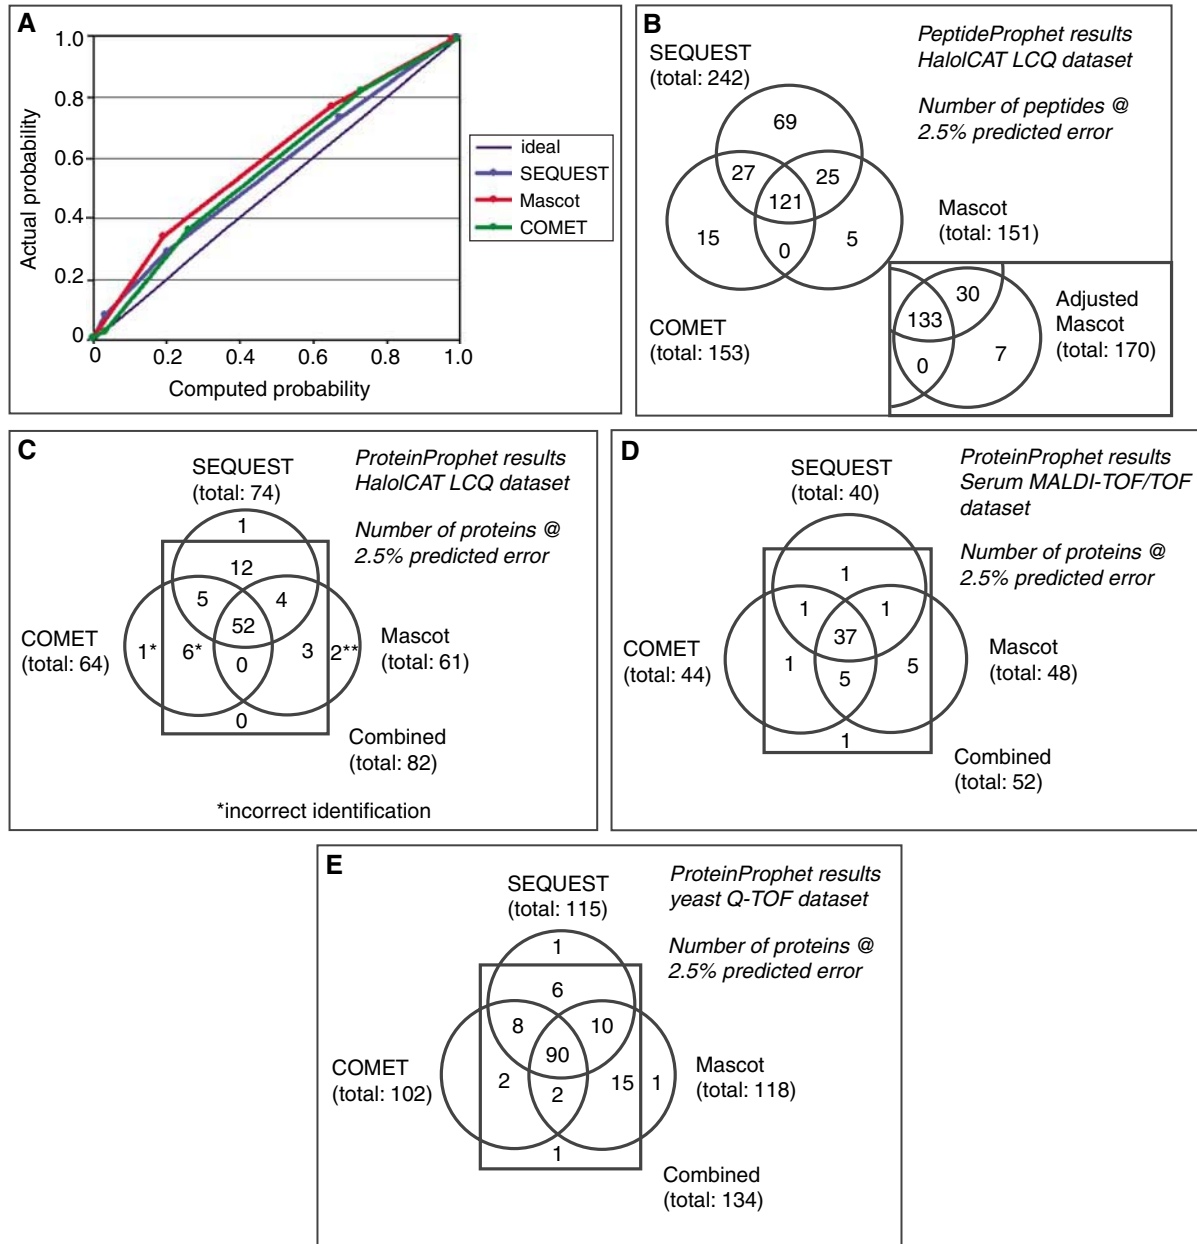 A
1.0
0.8
0.6
0.4
0.2
0
0
0.2
0.4
0.6
0.8
1.0
Actual probability
Computed probability
ideal
SEQUEST
Mascot
COMET
B
SEQUEST
(total: 242)
PeptideProphet results
HaloICAT LCQ dataset
Number of peptides @
2.5% predicted error
69
27
25
121
15
0
5
Mascot
(total: 151)
COMET
(total: 153)
30
133
0
7
Adjusted
Mascot
(total: 170)
C
SEQUEST
(total: 74)
ProteinProphet results
HaloICAT LCQ dataset
Number of proteins @
2.5% predicted error
1
12
5
4
52
1*
6*
0
3
2**
0
COMET
(total: 64)
Mascot
(total: 61)
Combined
(total: 82)
*incorrect identification
D
SEQUEST
(total: 40)
ProteinProphet results
Serum MALDI-TOF/TOF
dataset
Number of proteins @
2.5% predicted error
1
1
1
37
1
5
5
1
COMET
(total: 44)
Mascot
(total: 48)
Combined
(total: 52)
E
SEQUEST
(total: 115)
ProteinProphet results
yeast Q-TOF dataset
Number of proteins @
2.5% predicted error
1
6
8
10
90
2
2
15
1
1
COMET
(total: 102)
Mascot
(total: 118)
Combined
(total: 134)